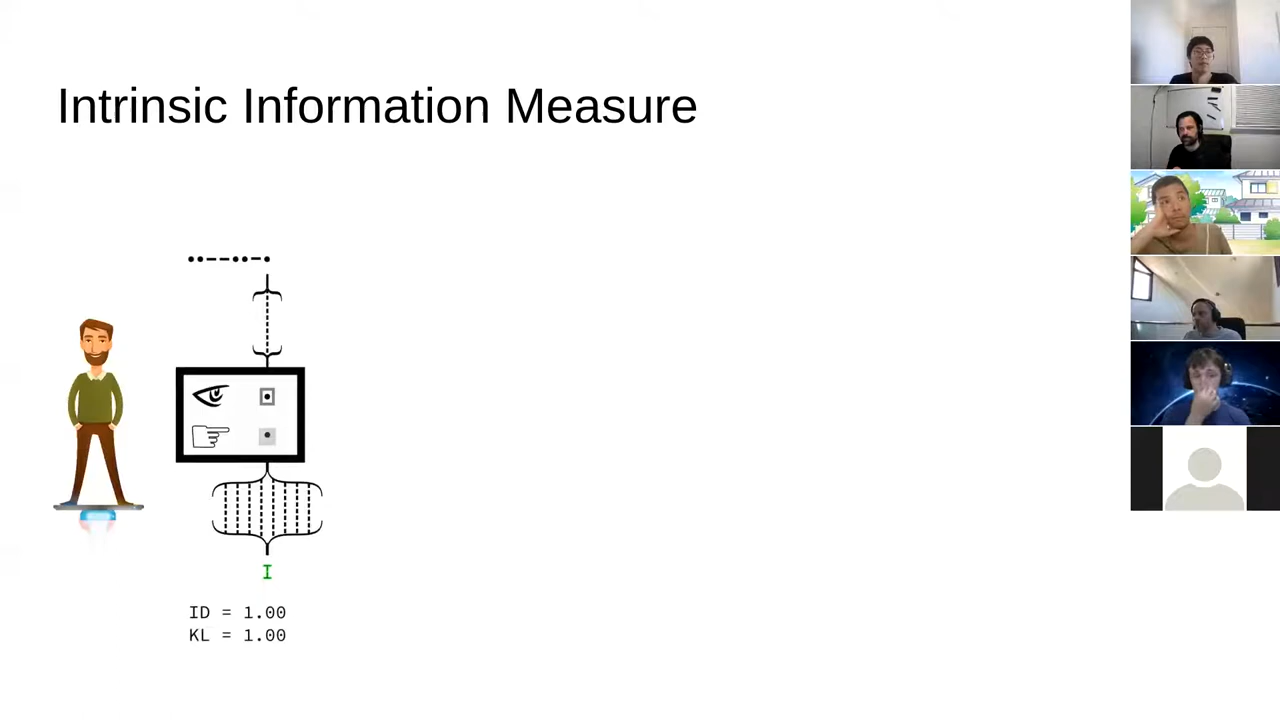 Intrinsic Information Measure
I
ID = 1.00
KL = 1.00